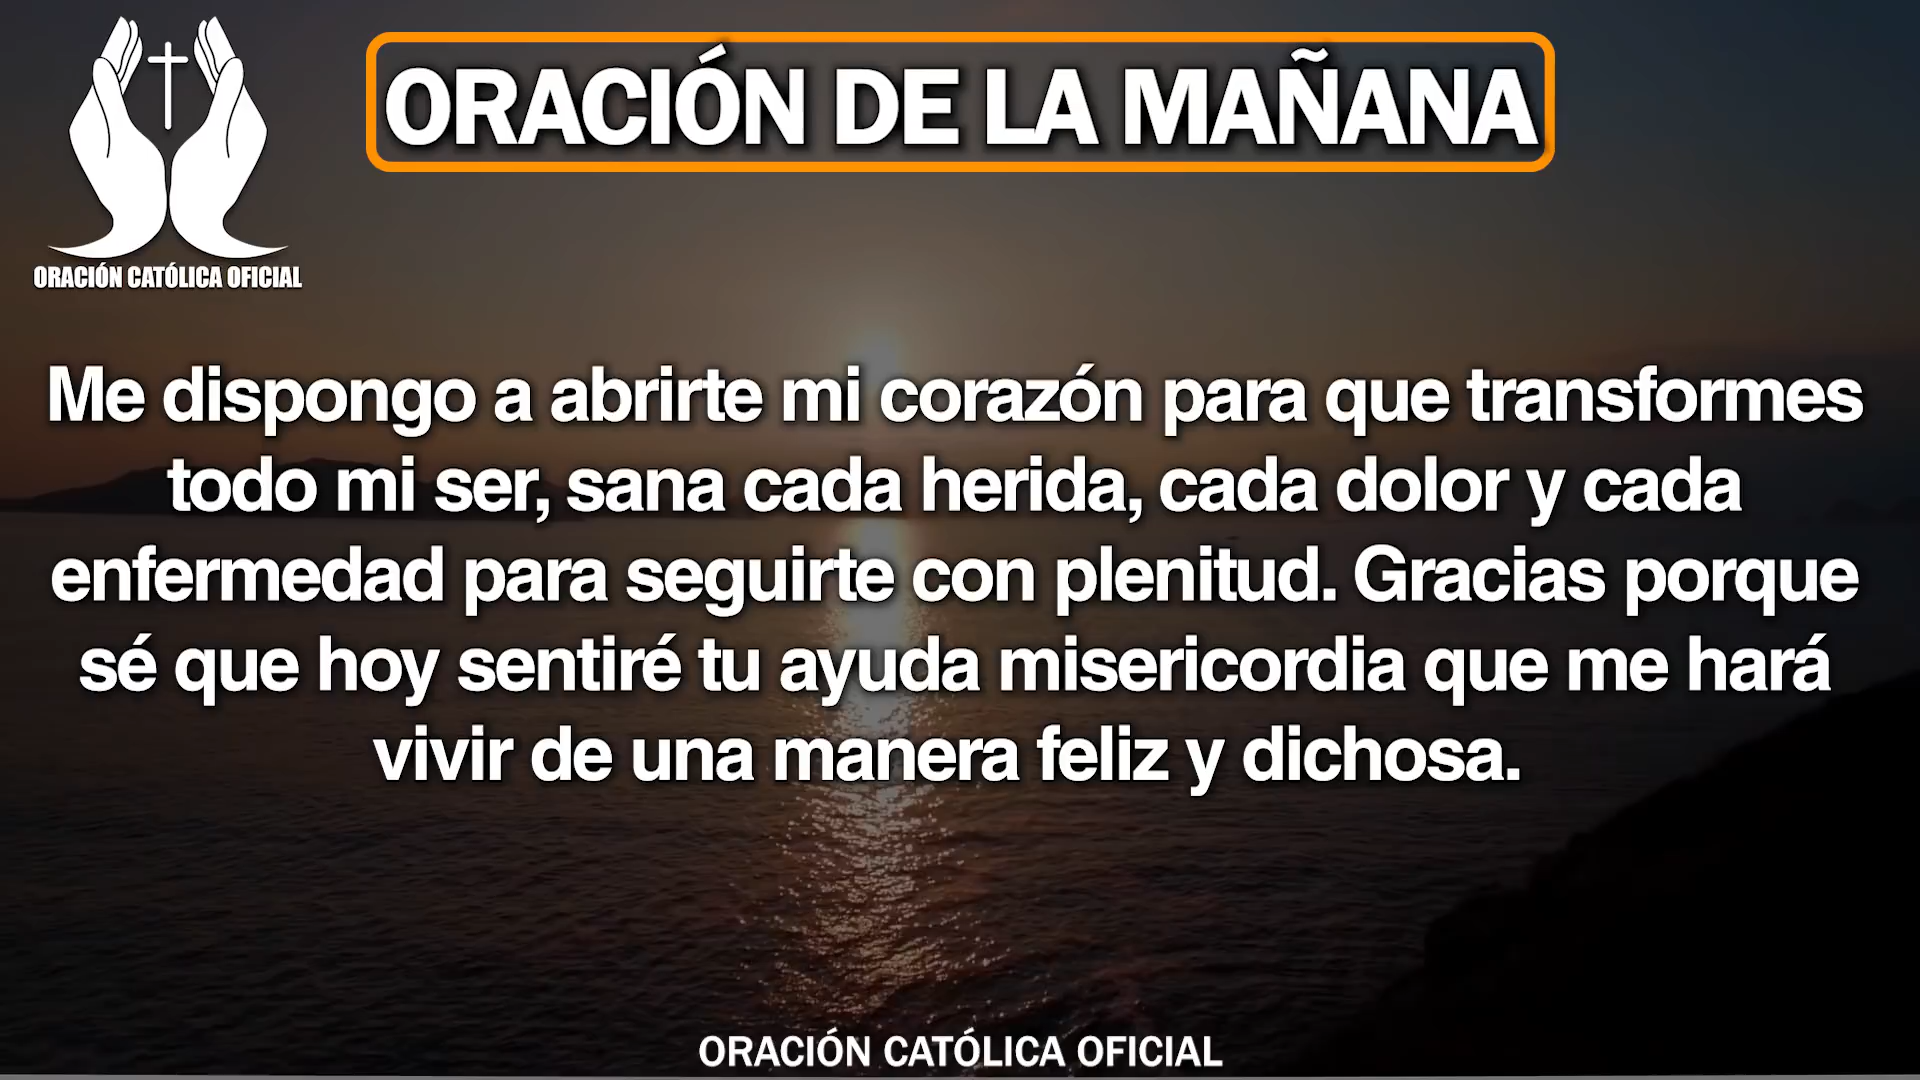 ORACIÓN DE LA MAÑANA
ORACIÓN CATÓLICA OFICIAL
Me dispongo a abrirte mi corazón para que transformes
todo mi ser, sana cada herida, cada dolor y cada
enfermedad para seguirte con plenitud. Gracias porque
sé que hoy sentiré tu ayuda misericordia que me hará
vivir de una manera feliz y dichosa.
ORACIÓN CATÓLICA OFICIAL